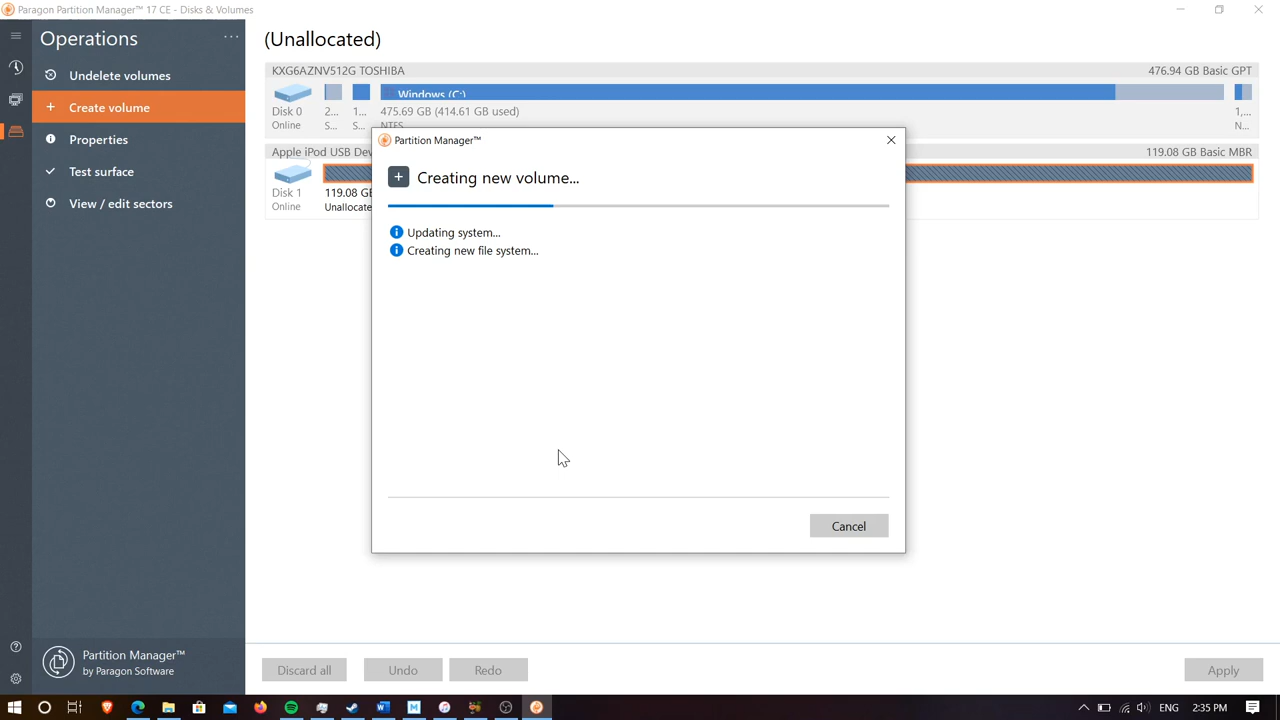 Paragon Partition Manager™ 17 CE - Disks & Volumes
Operations
...
Undelete volumes
Create volume
Properties
Test surface
View / edit sectors
Partition Manager™
by Paragon Software
(Unallocated)
KXG6AZNV512G TOSHIBA
476.94 GB Basic GPT
Windows (C:)
Disk 0
2...
1...
475.69 GB (414.61 GB used)
1,...
Online
S...
S...
NTFS
N...
Apple iPod USB Dev
119.08 GB Basic MBR
Disk 1
119.08 GB
Online
Unallocate
Partition Manager™
Creating new volume...
Updating system...
Creating new file system...
Cancel
Discard all
Undo
Redo
Apply
ENG
2:35 PM